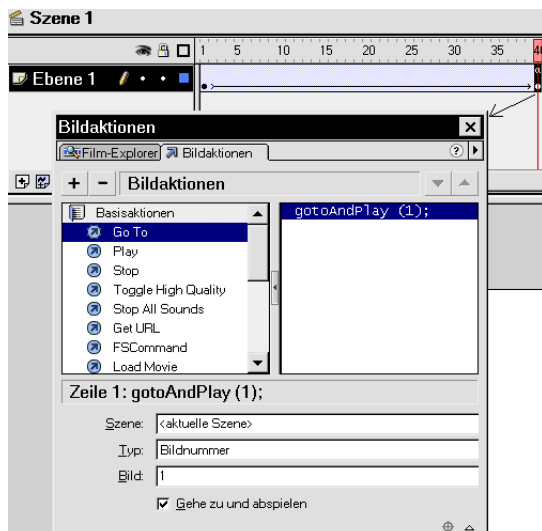 Szene 1
1 5 10 15 20 25 30 35 40
Ebene 1
a
Bildaktionen
Film-Explorer Bildaktionen ?
+ - Bildaktionen
Basisaktionen
Go To
Play
Stop
Toggle High Quality
Stop All Sounds
Get URL
FSCommand
Load Movie
gotoAndPlay (1);
Zeile 1: gotoAndPlay (1);
Szene: <aktuelle Szene>
Typ: Bildnummer
Bild: 1
Gehe zu und abspielen